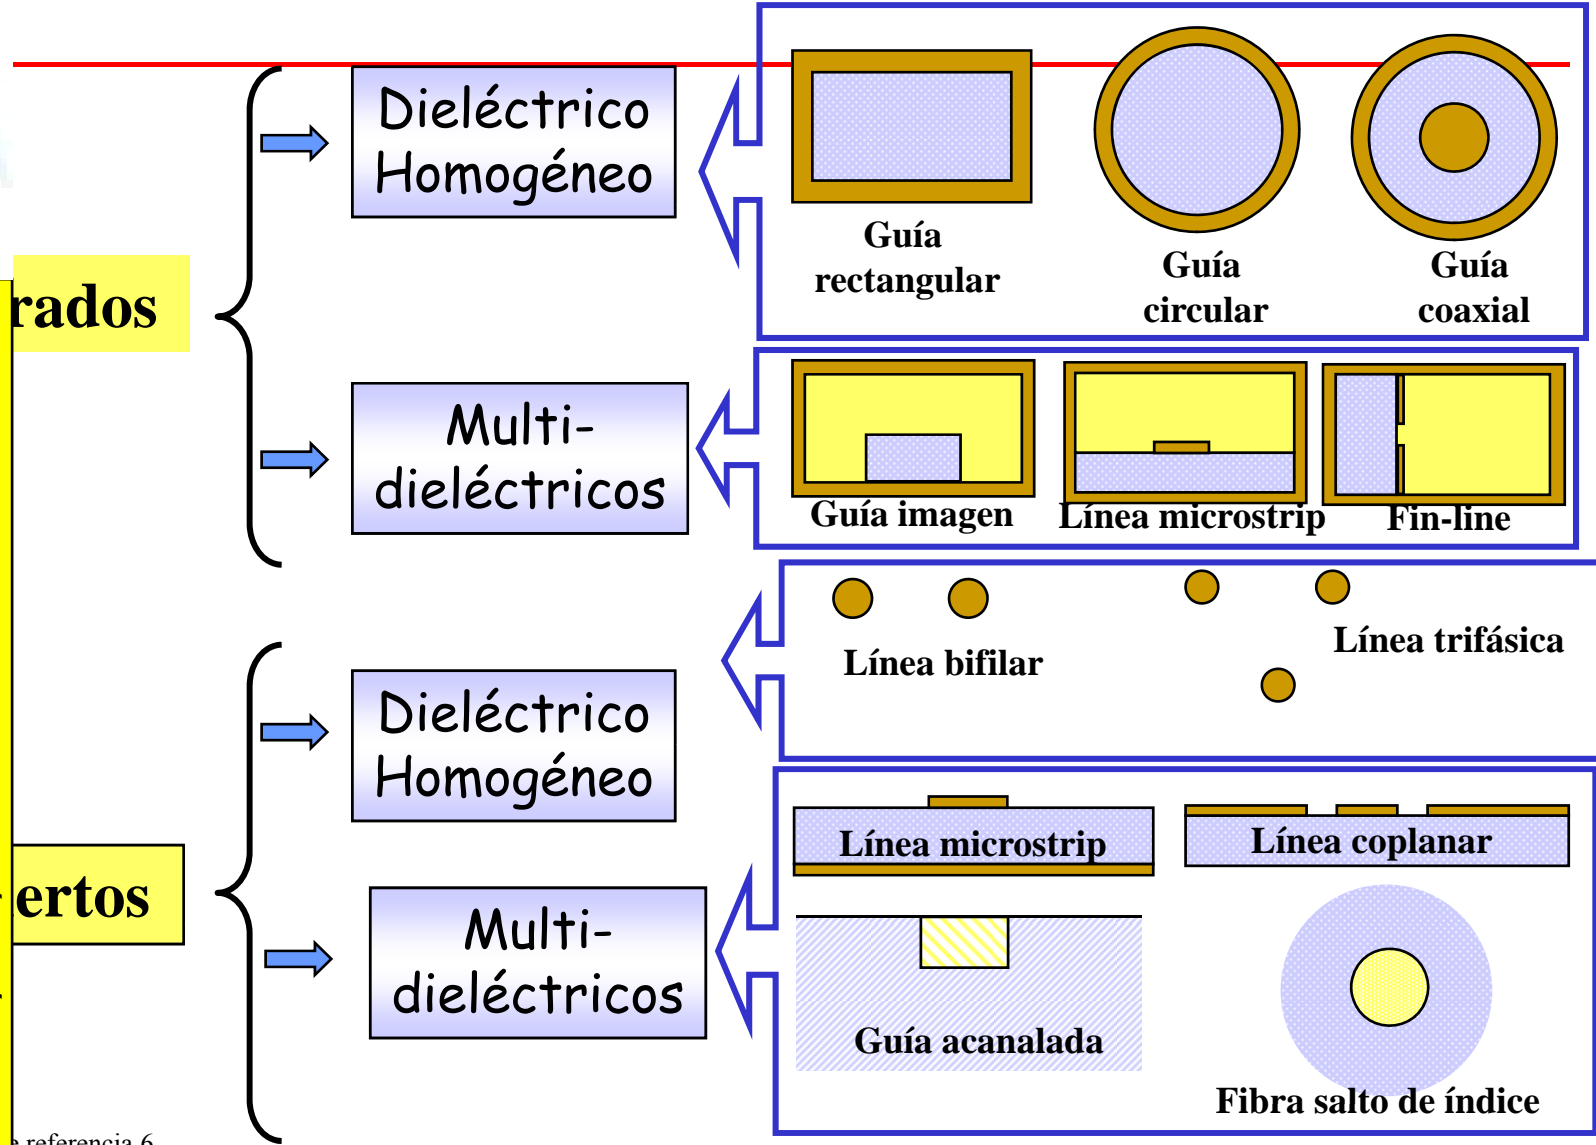 Dieléctrico
Homogéneo
Guía
rectangular
Guía
circular
Guía
coaxial
rados
Multi-
dieléctricos
Guía imagen
Línea microstrip
Fin-line
Línea bifilar
Línea trifásica
Dieléctrico
Homogéneo
Línea microstrip
Línea coplanar
ertos
Multi-
dieléctricos
Guía acanalada
Fibra salto de índice
referencia 6